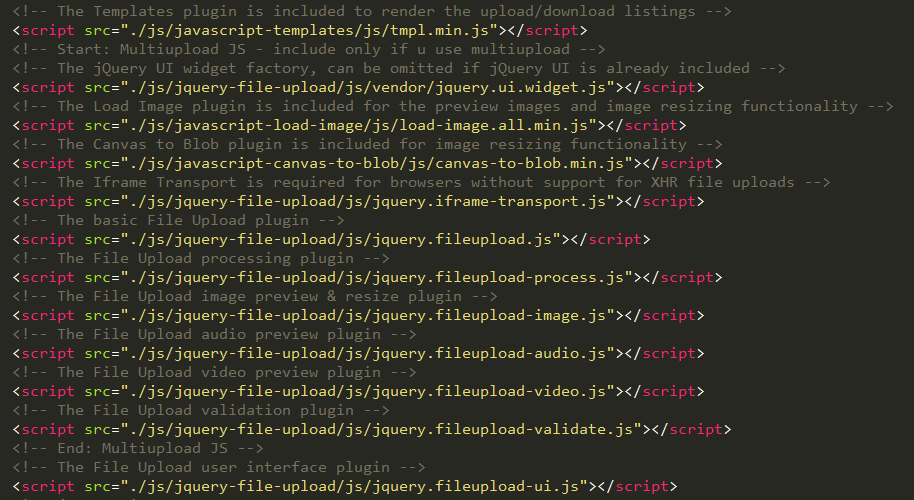 <!-- The Templates plugin is included to render the upload/download listings -->
<script src="./js/javascript-templates/js/tmpl.min.js"></script>
<!-- Start: Multiupload JS - include only if u use multiupload -->
<!-- The jQuery UI widget factory, can be omitted if jQuery UI is already included -->
<script src="./js/jquery-file-upload/js/vendor/jquery.ui.widget.js"></script>
<!-- The Load Image plugin is included for the preview images and image resizing functionality -->
<script src="./js/javascript-load-image/js/load-image.all.min.js"></script>
<!-- The Canvas to Blob plugin is included for image resizing functionality -->
<script src="./js/javascript-canvas-to-blob/js/canvas-to-blob.min.js"></script>
<!-- The Iframe Transport is required for browsers without support for XHR file uploads -->
<script src="./js/jquery-file-upload/js/jquery.iframe-transport.js"></script>
<!-- The basic File Upload plugin -->
<script src="./js/jquery-file-upload/js/jquery.fileupload.js"></script>
<!-- The File Upload processing plugin -->
<script src="./js/jquery-file-upload/js/jquery.fileupload-process.js"></script>
<!-- The File Upload image preview & resize plugin -->
<script src="./js/jquery-file-upload/js/jquery.fileupload-image.js"></script>
<!-- The File Upload audio preview plugin -->
<script src="./js/jquery-file-upload/js/jquery.fileupload-audio.js"></script>
<!-- The File Upload video preview plugin -->
<script src="./js/jquery-file-upload/js/jquery.fileupload-video.js"></script>
<!-- The File Upload validation plugin -->
<script src="./js/jquery-file-upload/js/jquery.fileupload-validate.js"></script>
<!-- End: Multiupload JS -->
<!-- The File Upload user interface plugin -->
<script src="./js/jquery-file-upload/js/jquery.fileupload-ui.js"></script>